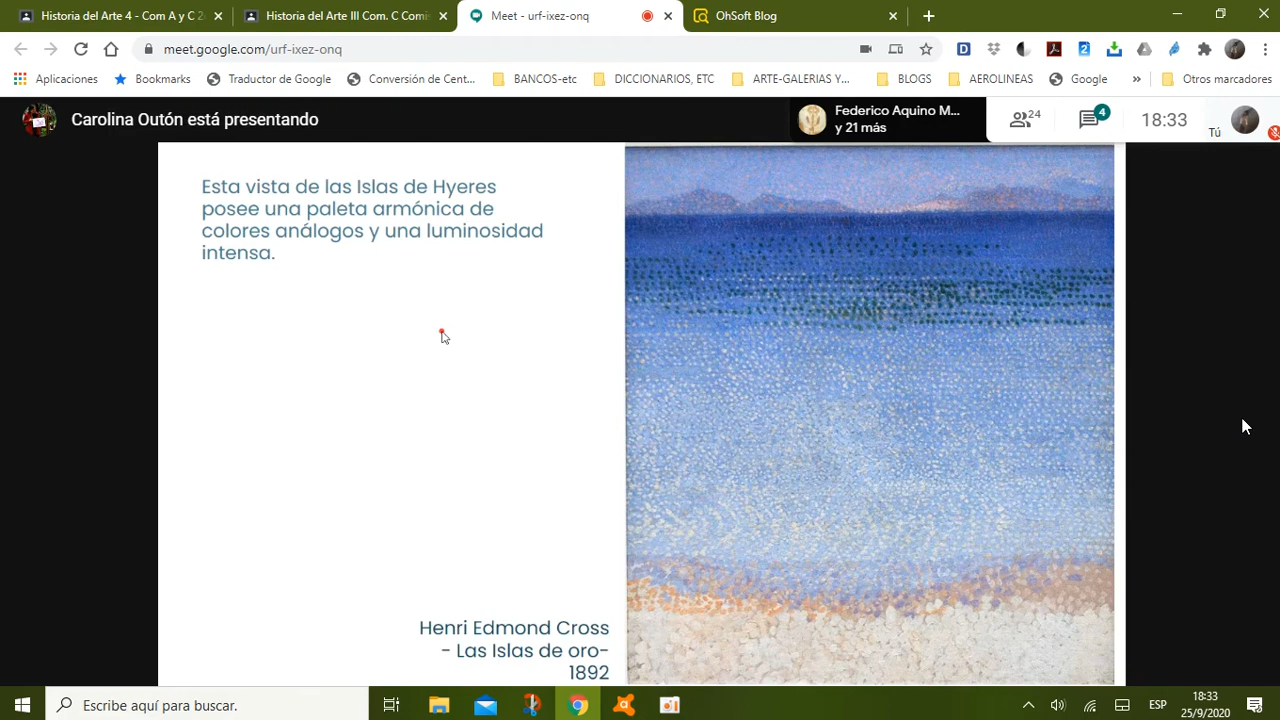 Historia del Arte 4 - Com A y C 2
Historia del Arte III Com. C Comis
Meet - urf-ixez-onq
OhSoft Blog
meet.google.com/urf-ixez-onq
Aplicaciones
Bookmarks
Traductor de Google
Conversión de Cent...
BANCOS-etc
DICCIONARIOS, ETC
ARTE-GALERIAS Y...
BLOGS
AEROLINEAS
Google
»
Otros marcadores
Carolina Outón está presentando
Federico Aquino M...
y 21 más
24
4
18:33
Tú
Esta vista de las Islas de Hyeres
posee una paleta armónica de
colores análogos y una luminosidad
intensa.
Henri Edmond Cross
- Las Islas de oro-
1892
Escribe aquí para buscar.
ESP
18:33
25/9/2020